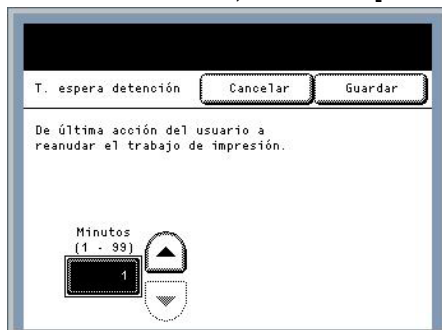 T. espera detención
Cancelar
Guardar
De última acción del usuario a
reanudar el trabajo de impresión.
Minutos
(1 - 99)
1